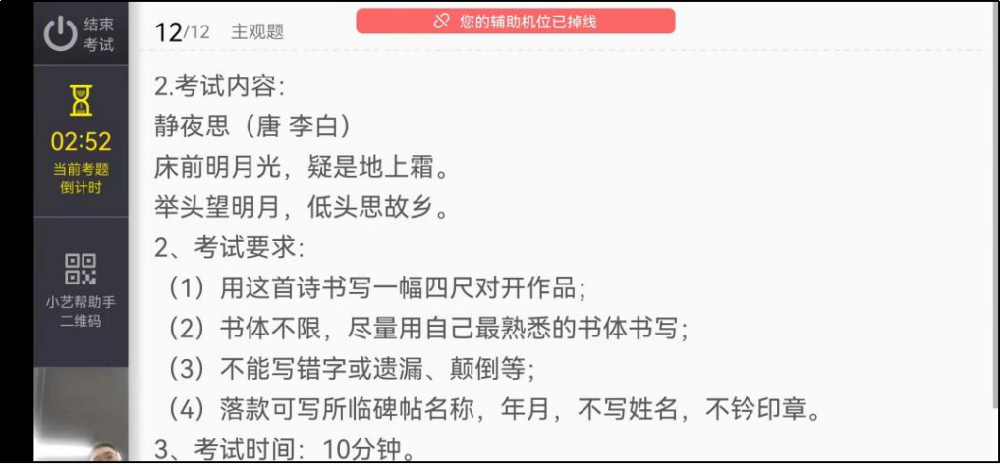 您的辅助机位已掉线
结束
考试
12/12 主观题
02:52
当前考题
倒计时
小艺帮助手
二维码
2.考试内容：
静夜思（唐 李白）
床前明月光，疑是地上霜。
举头望明月，低头思故乡。
2、考试要求：
（1）用这首诗书写一幅四尺对开作品；
（2）书体不限，尽量用自己最熟悉的书体书写；
（3）不能写错字或遗漏、颠倒等；
（4）落款可写所临碑帖名称，年月，不写姓名，不钤印章。
3、考试时间：10分钟。